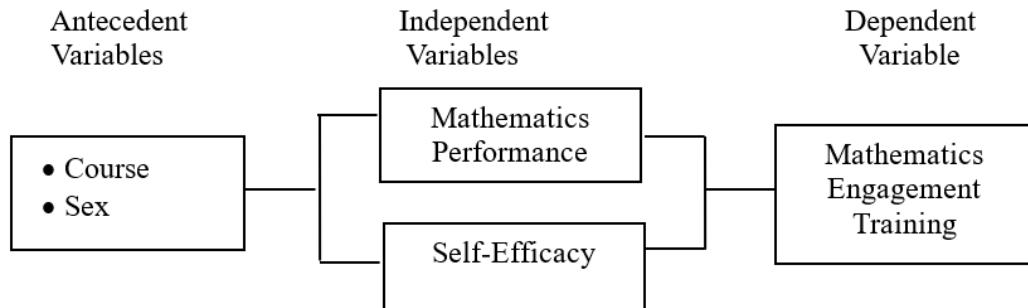 Antecedent
Variables
Independent
Variables
Dependent
Variable
• Course
• Sex
Mathematics
Performance
Self-Efficacy
Mathematics
Engagement
Training